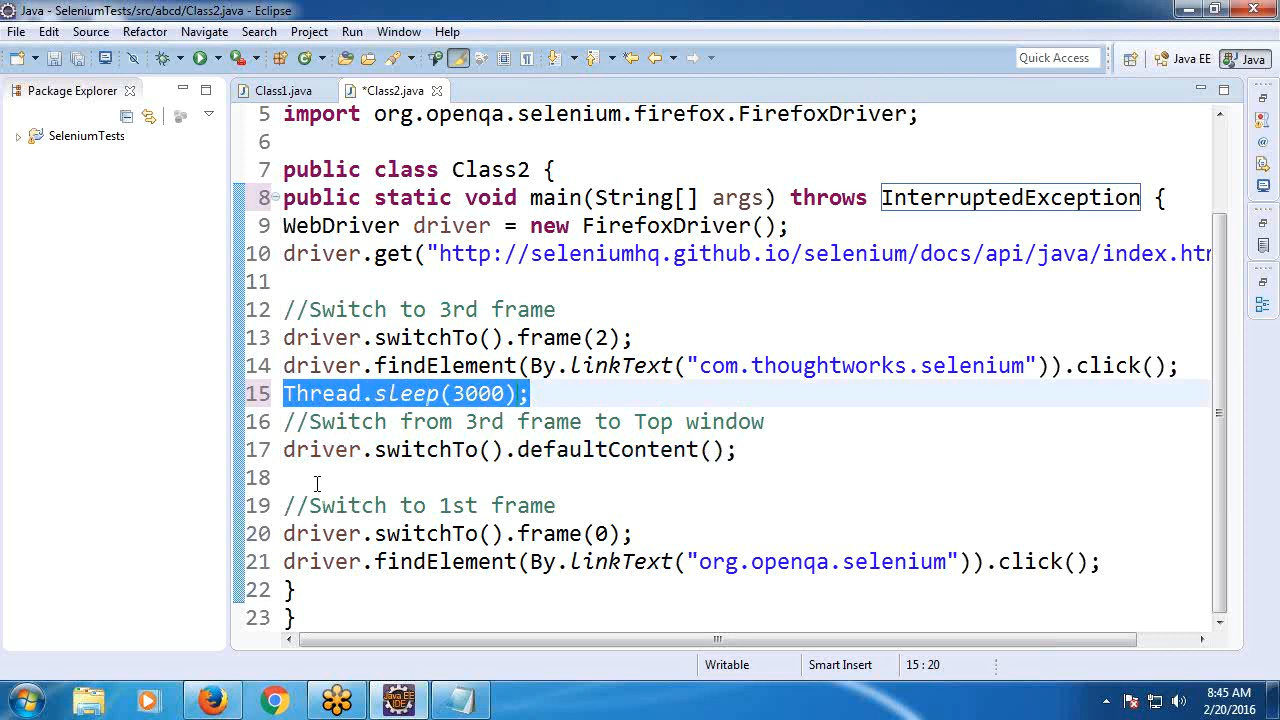 Java - SeleniumTests/src/abcd/Class2.java - Eclipse
File Edit Source Refactor Navigate Search Project Run Window Help
Quick Access Java EE Java
Package Explorer Class1.java *Class2.java
SeleniumTests
5 import org.openqa.selenium.firefox.FirefoxDriver;
6
7 public class Class2 {
8 public static void main(String[] args) throws InterruptedException {
9 WebDriver driver = new FirefoxDriver();
10 driver.get("http://seleniumhq.github.io/selenium/docs/api/java/index.htm
11
12 //Switch to 3rd frame
13 driver.switchTo().frame(2);
14 driver.findElement(By.linkText("com.thoughtworks.selenium")).click();
15 Thread.sleep(3000);
16 //Switch from 3rd frame to Top window
17 driver.switchTo().defaultContent();
18
19 //Switch to 1st frame
20 driver.switchTo().frame(0);
21 driver.findElement(By.linkText("org.openqa.selenium")).click();
22 }
23 }
Writable Smart Insert 15 : 20
Java EE
IDE
8:45 AM
2/20/2016